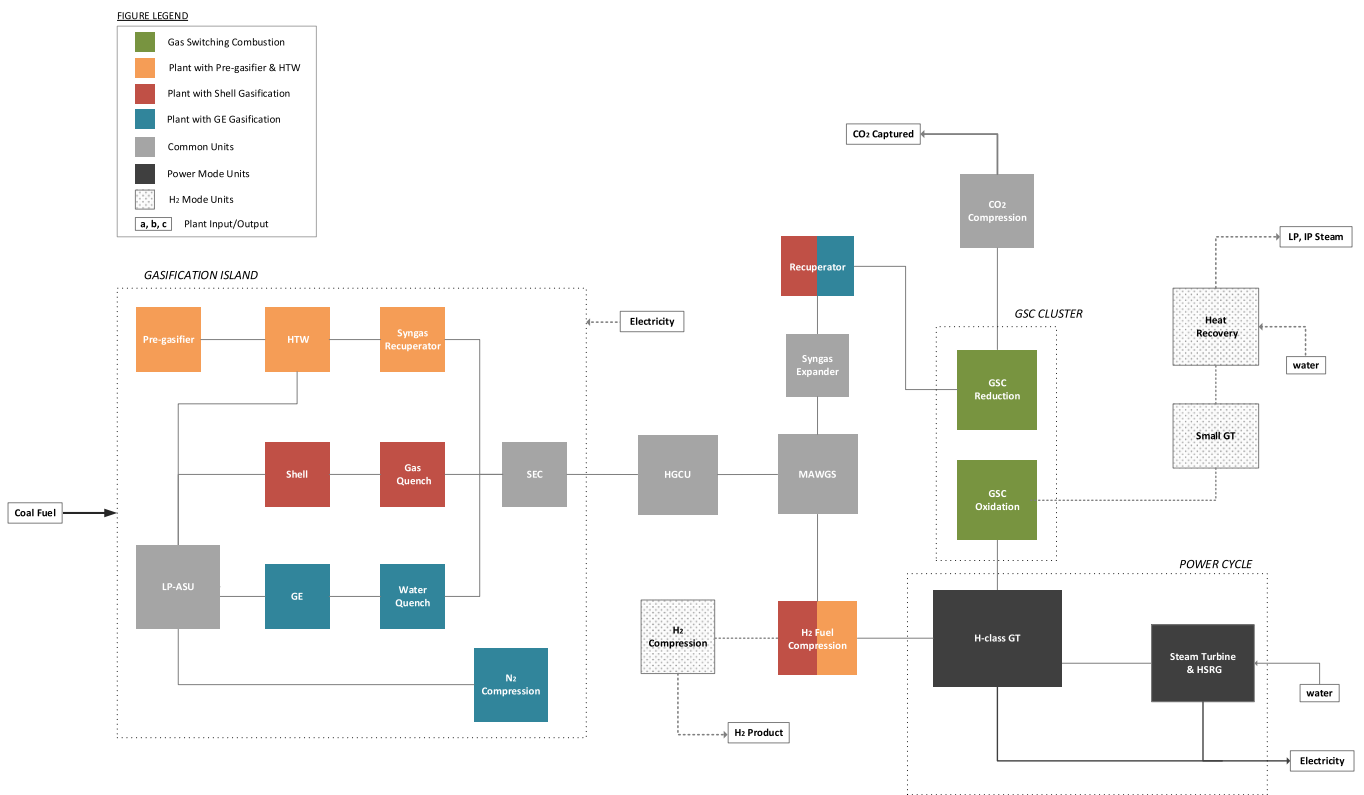 FIGURE LEGEND
Gas Switching Combustion
Plant with Pre-gasifier & HTW
Plant with Shell Gasification
Plant with GE Gasification
Common Units
Power Mode Units
H₂ Mode Units
a, b, c
Plant Input/Output
CO₂ Captured
CO₂
Compression
LP, IP Steam
Recuperator
GASIFICATION ISLAND
Electricity
GSC CLUSTER
Heat
Recovery
water
Pre-gasifier
HTW
Syngas
Recuperator
Syngas
Expander
GSC
Reduction
Small GT
Shell
Gas
Quench
SEC
HGCU
MAWGS
GSC
Oxidation
Coal Fuel
LP-ASU
GE
Water
Quench
POWER CYCLE
H₂
Compression
H₂ Fuel
Compression
H-class GT
Steam Turbine
& HSRG
N₂
Compression
water
H₂ Product
Electricity